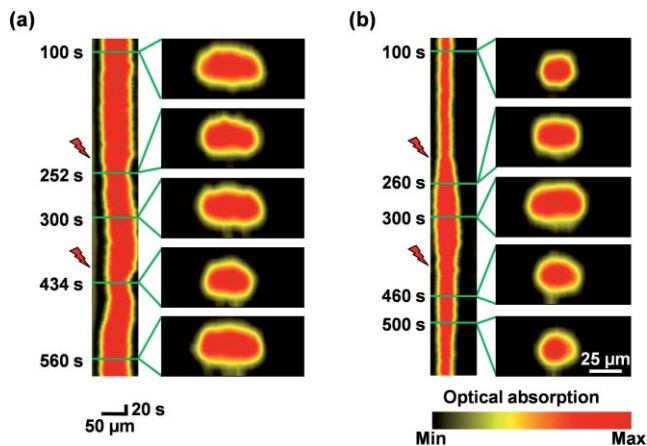 (a)
100 s
252 s
300 s
434 s
560 s
20 s
50 µm
(b)
100 s
260 s
300 s
460 s
500 s
25 µm
Optical absorption
Min Max